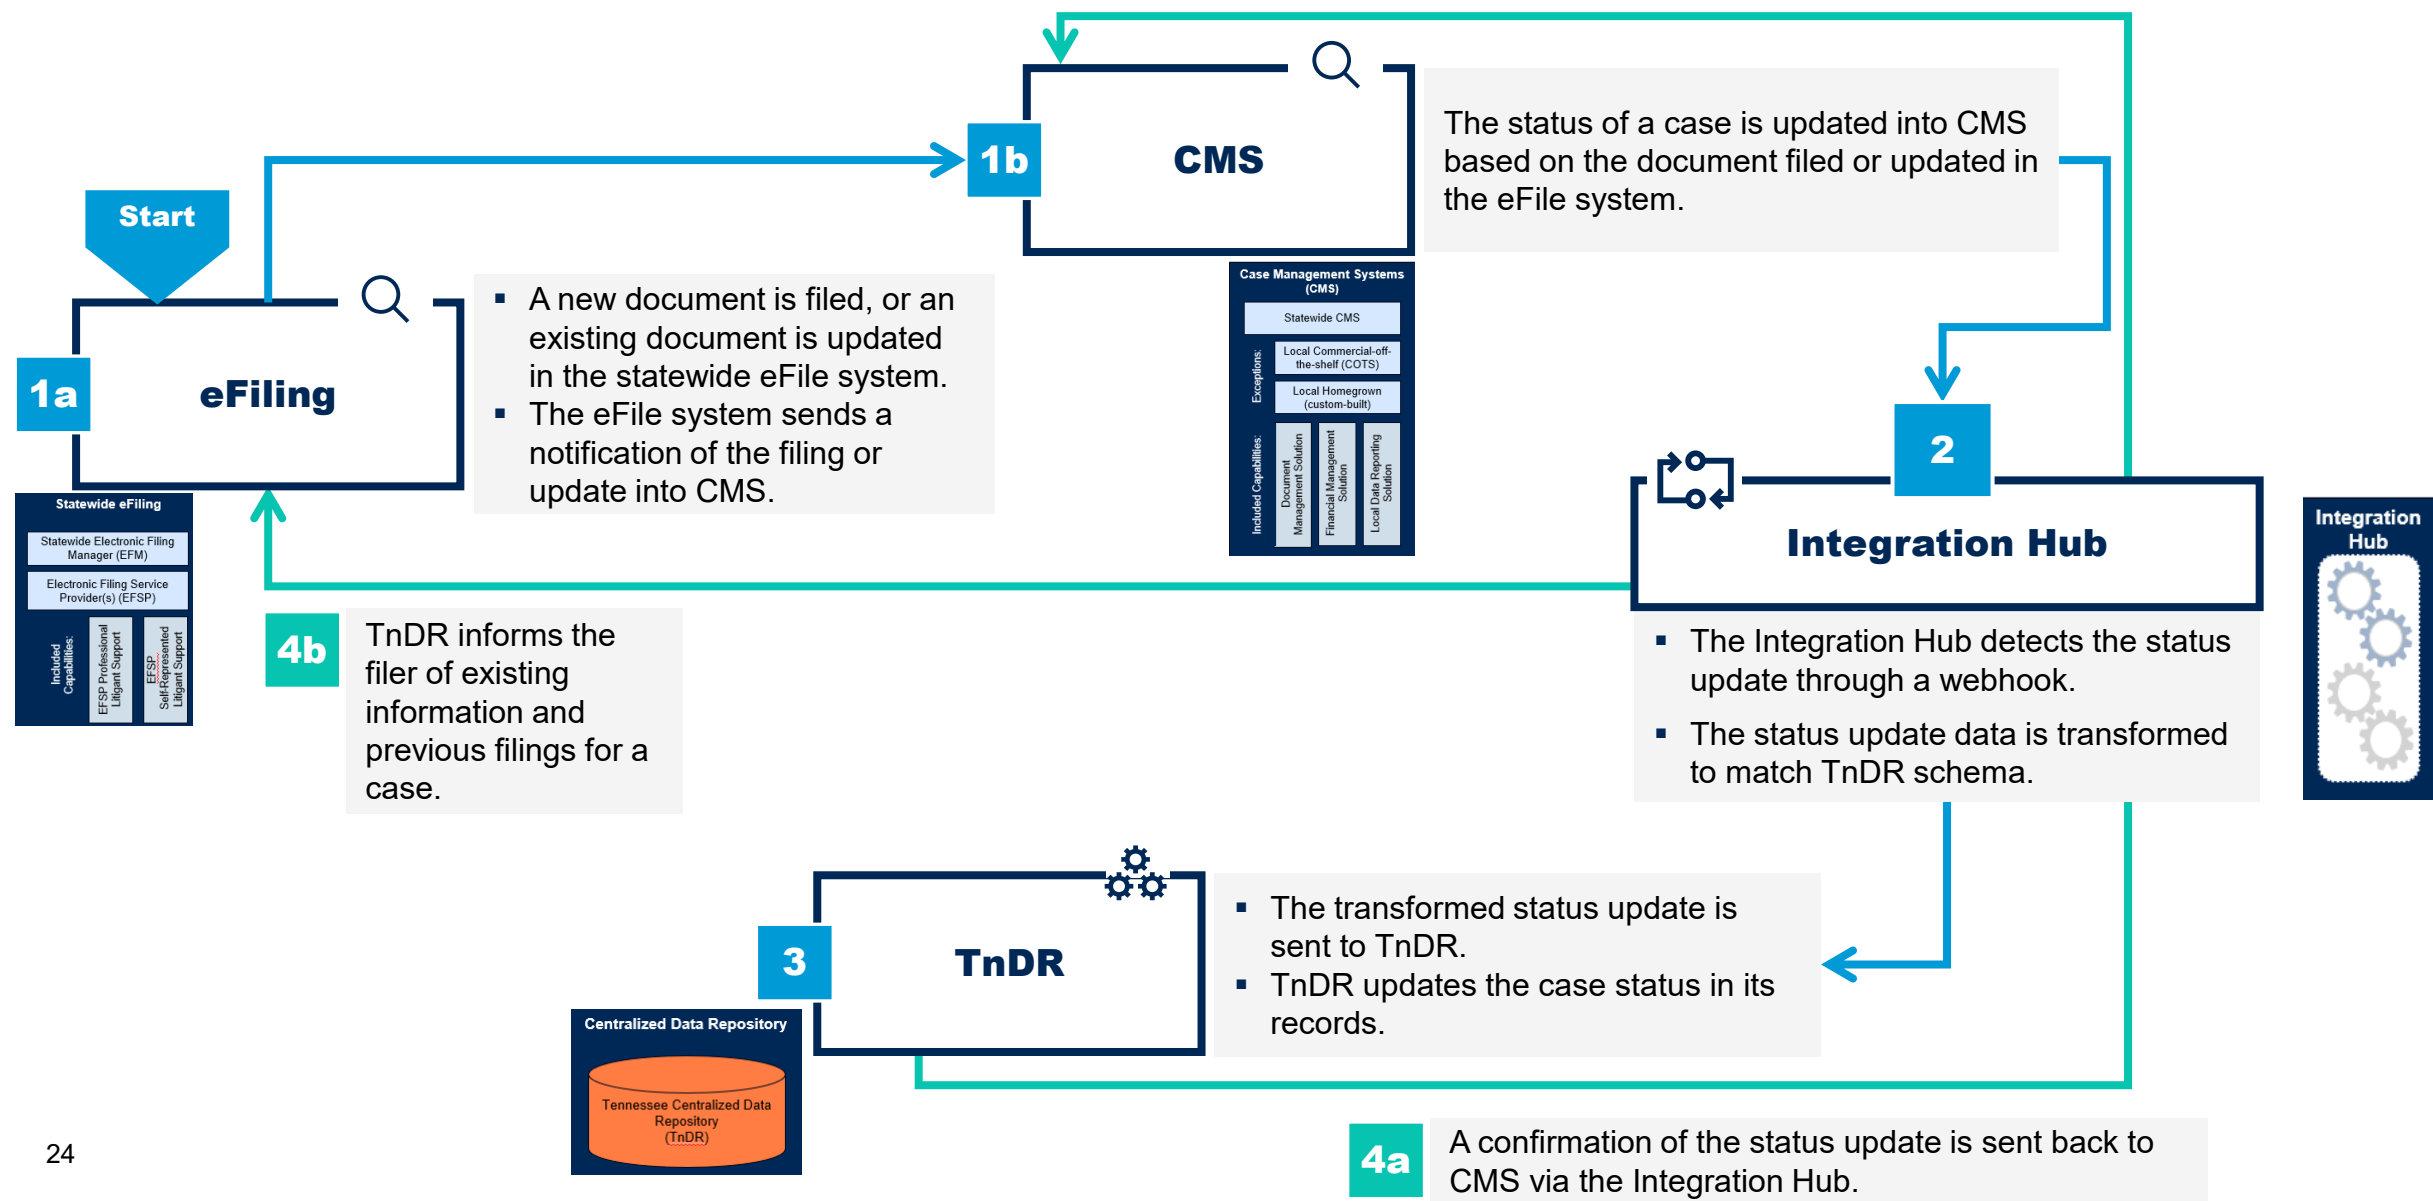 Start
1a
eFiling
▪ A new document is filed, or an
existing document is updated
in the statewide eFile system.
▪ The eFile system sends a
notification of the filing or
update into CMS.
Statewide eFiling
Statewide Electronic Filing
Manager (EFM)
Electronic Filing Service
Provider(s) (EFSP)
Included
Capabilities:
EFSP Professional
Litigant Support
EFSP
Self-Represented
Litigant Support
1b
CMS
The status of a case is updated into CMS
based on the document filed or updated in
the eFile system.
Case Management Systems
(CMS)
Statewide CMS
Exceptions:
Local Commercial-off-
the-shelf (COTS)
Local Homegrown
(custom-built)
Included Capabilities:
Document
Management Solution
Financial Management
Solution
Local Data Reporting
Solution
2
Integration Hub
▪ The Integration Hub detects the status
update through a webhook.
▪ The status update data is transformed
to match TnDR schema.
Integration
Hub
4b
TnDR informs the
filer of existing
information and
previous filings for a
case.
3
TnDR
▪ The transformed status update is
sent to TnDR.
▪ TnDR updates the case status in its
records.
Centralized Data Repository
Tennessee Centralized Data
Repository
(TnDR)
4a
A confirmation of the status update is sent back to
CMS via the Integration Hub.
24